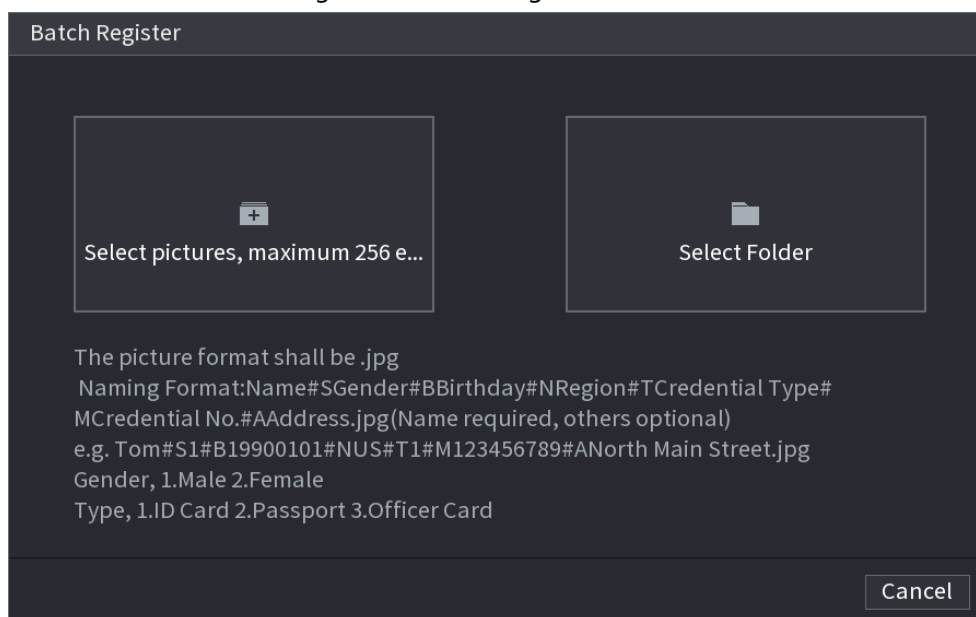 Batch Register
Select pictures, maximum 256 e...
Select Folder
The picture format shall be .jpg
Naming Format:Name#SGender#BBirthday#NRegion#TCredential Type#
MCredential No.#AAddress.jpg(Name required, others optional)
e.g. Tom#S1#B19900101#NUS#T1#M123456789#ANorth Main Street.jpg
Gender, 1.Male 2.Female
Type, 1.ID Card 2.Passport 3.Officer Card
Cancel